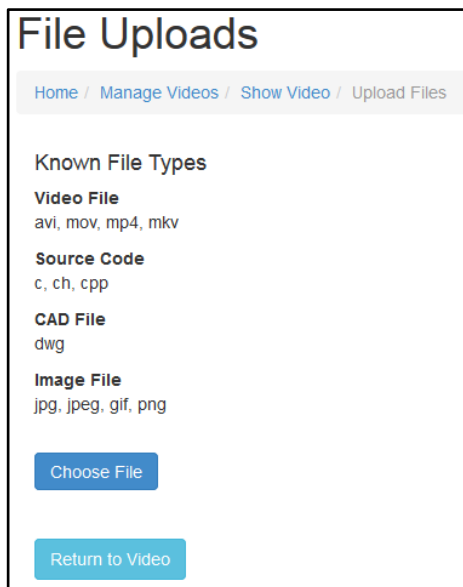 File Uploads
Home / Manage Videos / Show Video / Upload Files
Known File Types
Video File
avi, mov, mp4, mkv
Source Code
c, ch, cpp
CAD File
dwg
Image File
jpg, jpeg, gif, png
Choose File
Return to Video